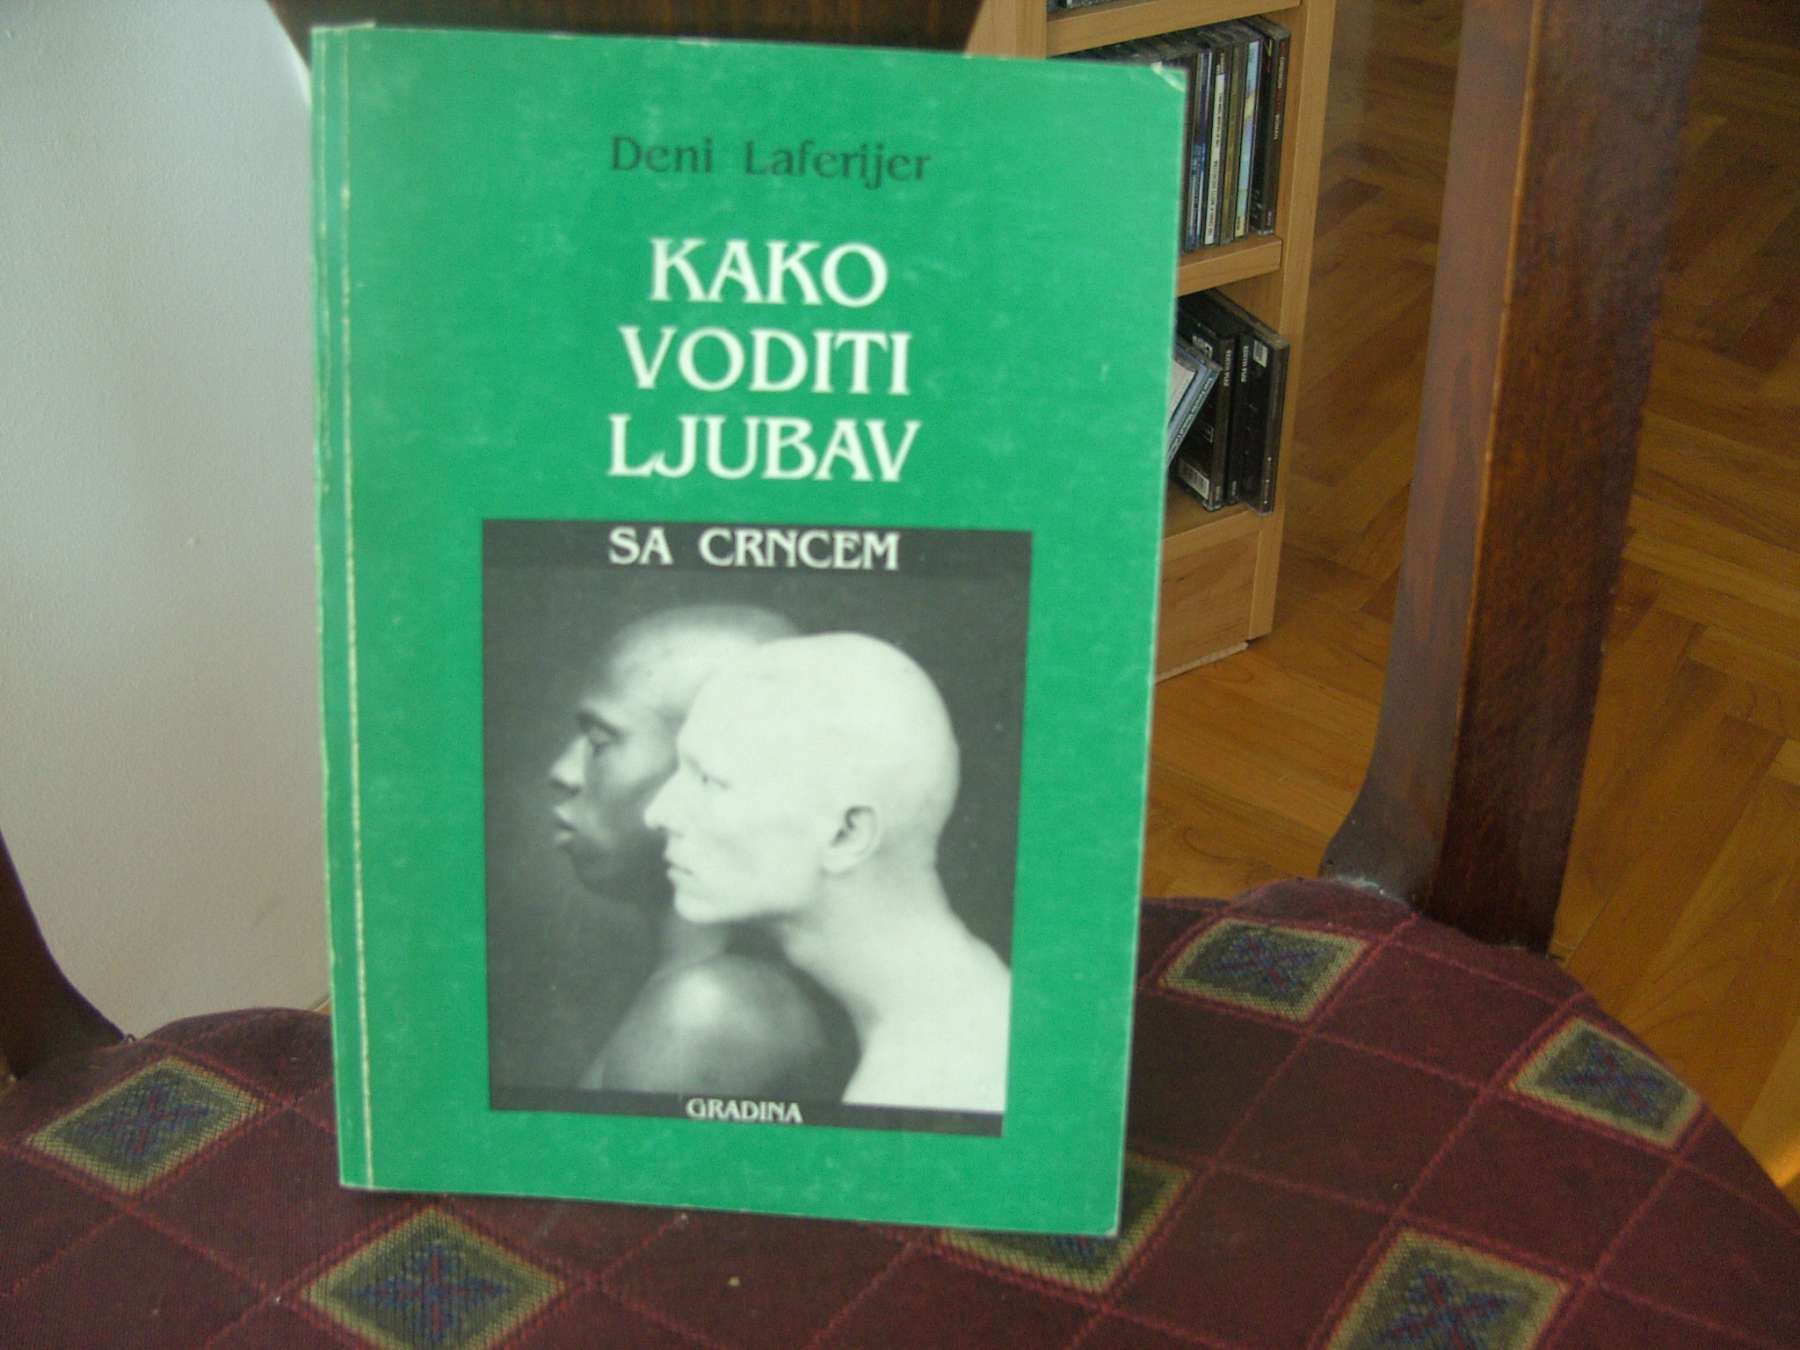 Deni Laferijer
KAKO
VODITI
LJUBAV
SA CRNCEM
GRADINA